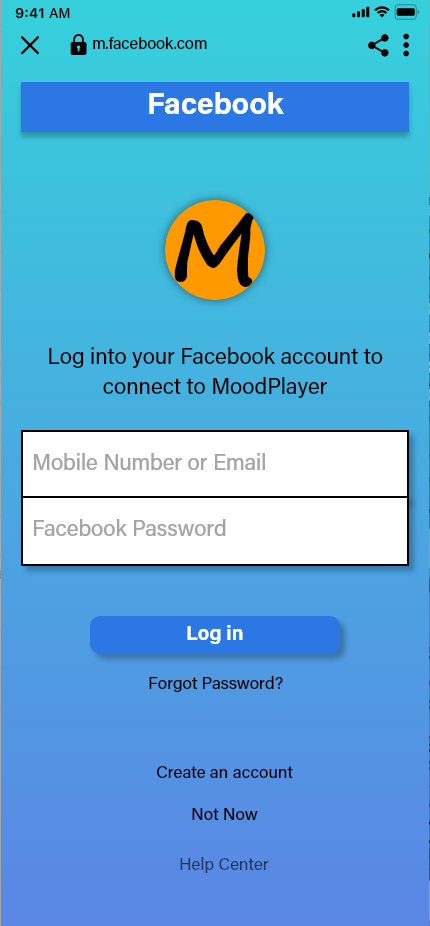 9:41 AM
m.facebook.com
Facebook
M
Log into your Facebook account to
connect to MoodPlayer
Mobile Number or Email
Facebook Password
Log in
Forgot Password?
Create an account
Not Now
Help Center